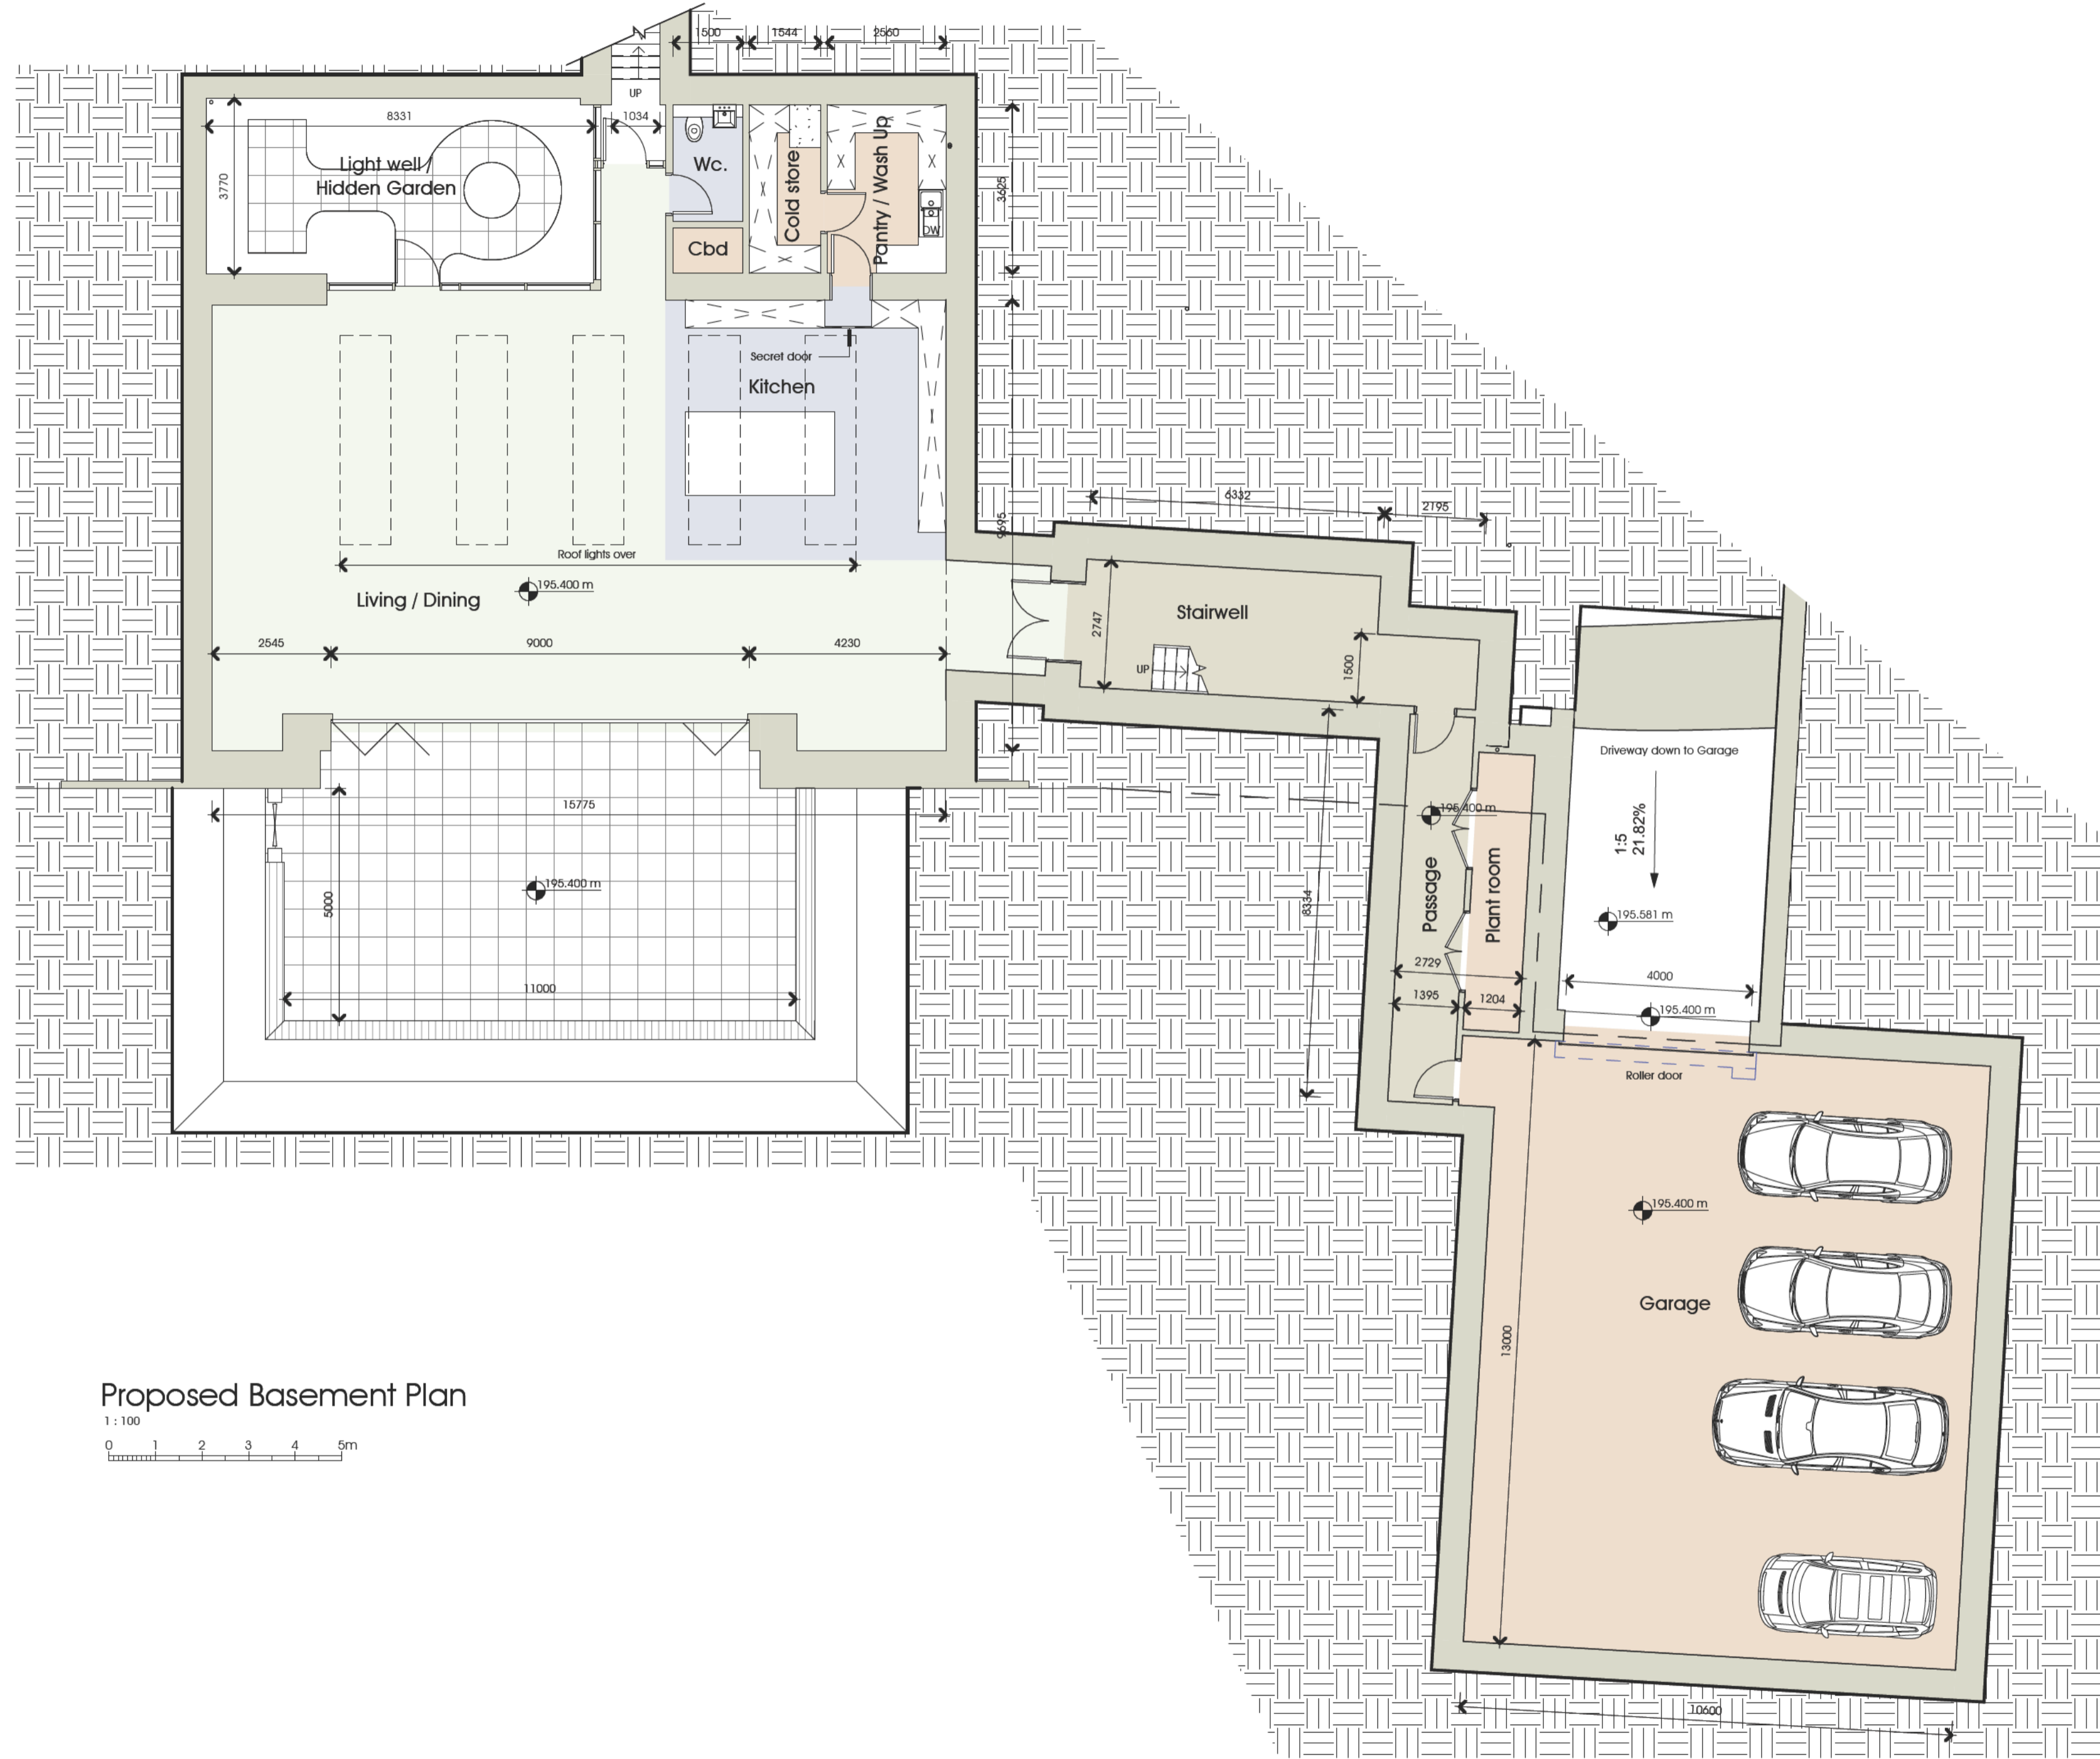 1500
1544
2560
UP
8331
1034
Light well /
Hidden Garden
3770
Wc.
Cold store
Pantry / Wash Up
DW
Cbd
3625
Secret door
Kitchen
9695
6332
2195
Roof lights over
195.400 m
Living / Dining
Stairwell
2747
UP
1500
2545
9000
4230
Driveway down to Garage
1:5
21.82%
15775
195.400 m
195.400 m
5000
8334
Passage
Plant room
195.581 m
2729
4000
11000
1395
1204
195.400 m
Roller door
195.400 m
Garage
13000
Proposed Basement Plan
1 : 100
0 1 2 3 4 5m
10600